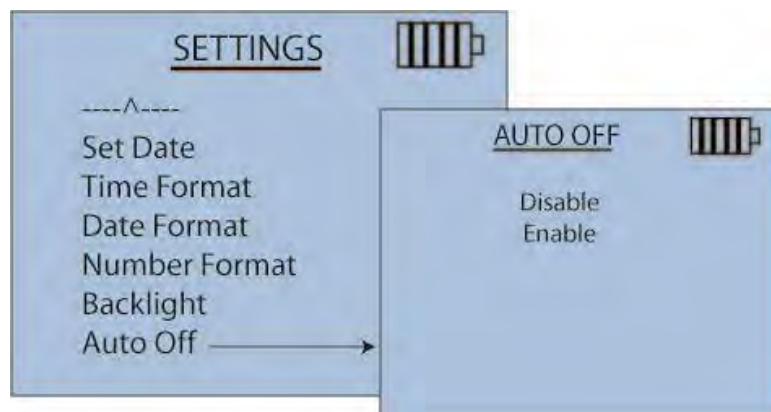 SETTINGS
----^----
Set Date
Time Format
Date Format
Number Format
Backlight
Auto Off
AUTO OFF
Disable
Enable